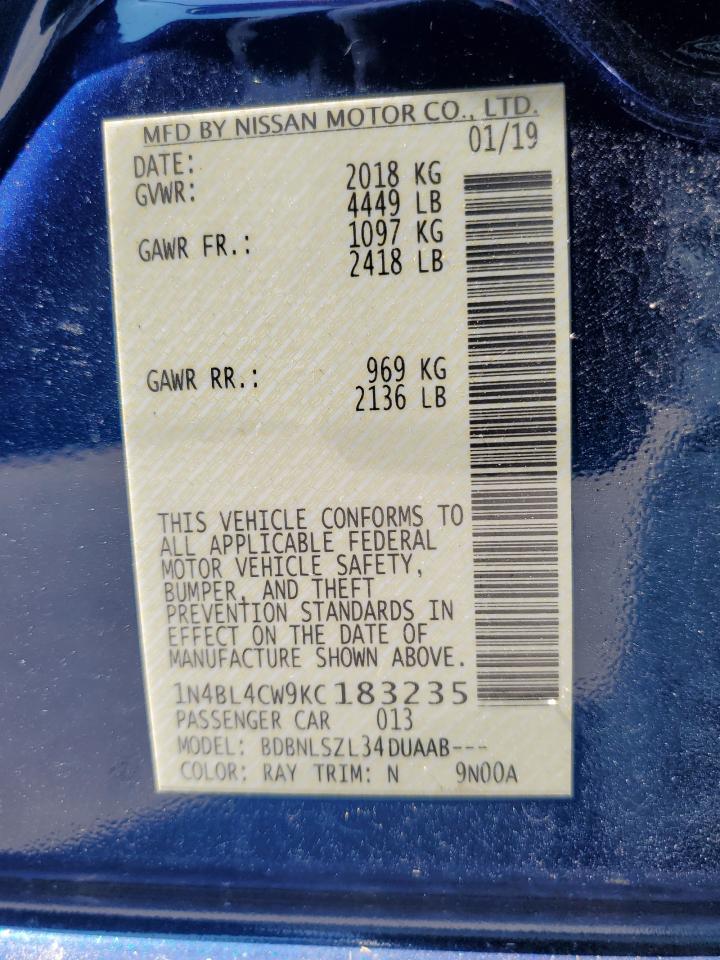 MFD BY NISSAN MOTOR CO., LTD.
DATE: 01/19
GVWR: 2018 KG
4449 LB
GAWR FR.: 1097 KG
2418 LB
GAWR RR.: 969 KG
2136 LB
THIS VEHICLE CONFORMS TO
ALL APPLICABLE FEDERAL
MOTOR VEHICLE SAFETY,
BUMPER, AND THEFT
PREVENTION STANDARDS IN
EFFECT ON THE DATE OF
MANUFACTURE SHOWN ABOVE.
1N4BL4CW9KC183235
PASSENGER CAR 013
MODEL: BDBNLSZL34DUAAB---
COLOR: RAY TRIM: N 9N00A